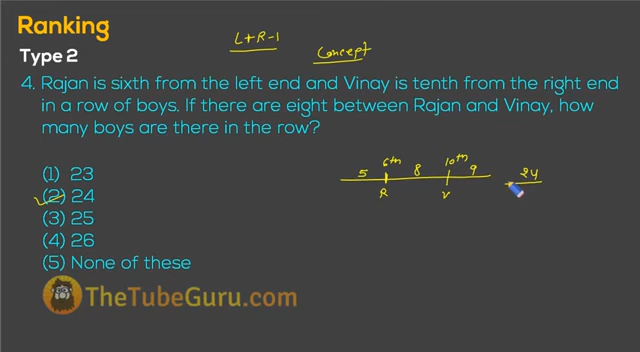 Ranking
L+R-1
Type 2
Concept
4. Rajan is sixth from the left end and Vinay is tenth from the right end
in a row of boys. If there are eight between Rajan and Vinay, how
many boys are there in the row?
(1) 23
(2) 24
(3) 25
(4) 26
(5) None of these
5 6th 8 10th 9 24
R V
TheTubeGuru.com